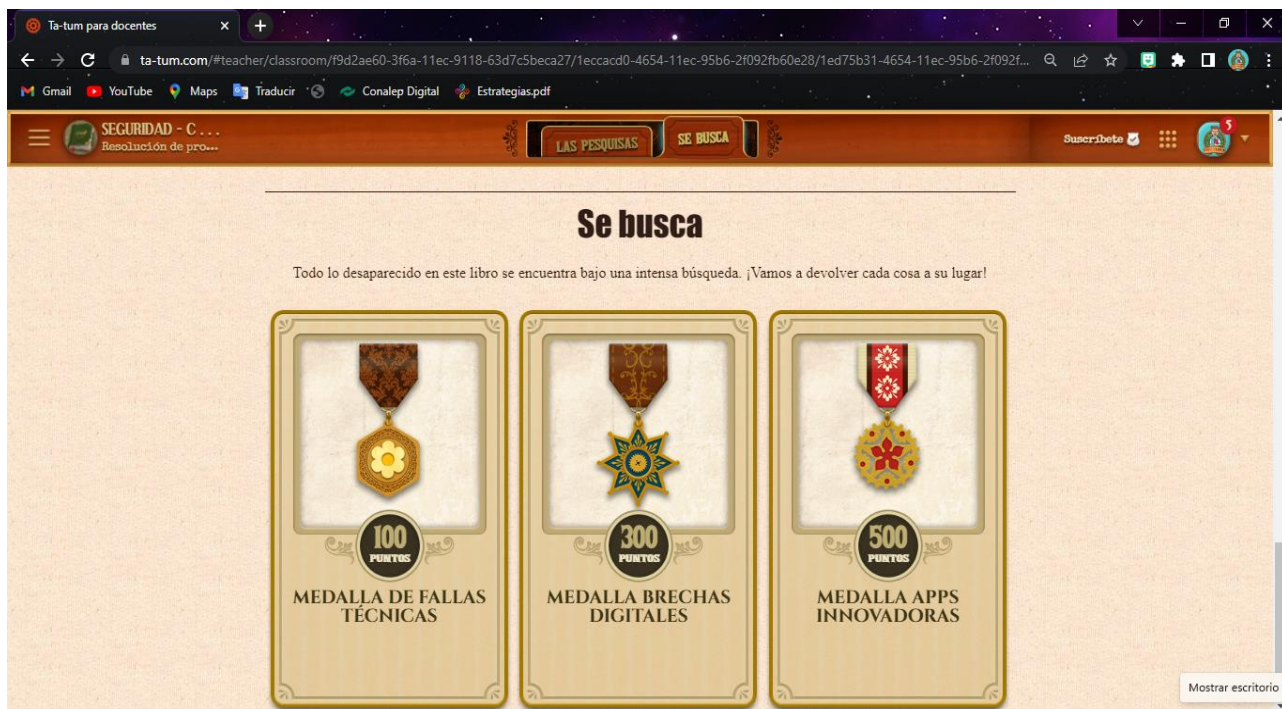 Ta-tum para docentes
ta-tum.com/#teacher/classroom/f9d2ae60-3f6a-11ec-9118-63d7c5beca27/1eccacd0-4654-11ec-95b6-2f092fb60e28/1ed75b31-4654-11ec-95b6-2f092f...
Gmail YouTube Maps Traducir Conalep Digital Estrategias.pdf
SEGURIDAD - C . . .
Resolución de pro...
LAS PESQUISAS SE BUSCA
Suscríbete
5
Se busca
Todo lo desaparecido en este libro se encuentra bajo una intensa búsqueda. ¡Vamos a devolver cada cosa a su lugar!
100
PUNTOS
MEDALLA DE FALLAS
TÉCNICAS
300
PUNTOS
MEDALLA BRECHAS
DIGITALES
500
PUNTOS
MEDALLA APPS
INNOVADORAS
Mostrar escritorio